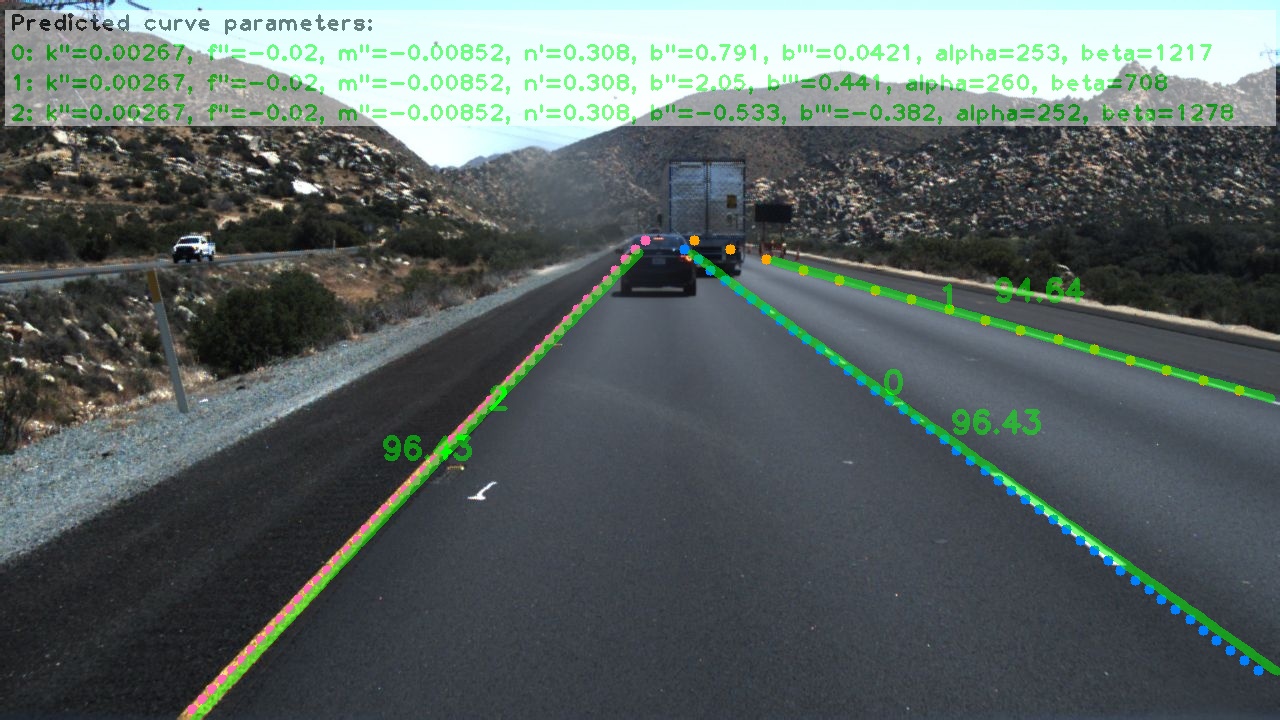 Predicted curve parameters:
0: k''=0.00267, f''=-0.02, m''=-0.00852, n'=0.308, b''=0.791, b'''=0.0421, alpha=253, beta=1217
1: k''=0.00267, f''=-0.02, m''=-0.00852, n'=0.308, b''=2.05, b'''=0.441, alpha=260, beta=708
2: k''=0.00267, f''=-0.02, m''=-0.00852, n'=0.308, b''=-0.533, b'''=-0.382, alpha=252, beta=1278
1 94.64
0
2
96.43
96.43